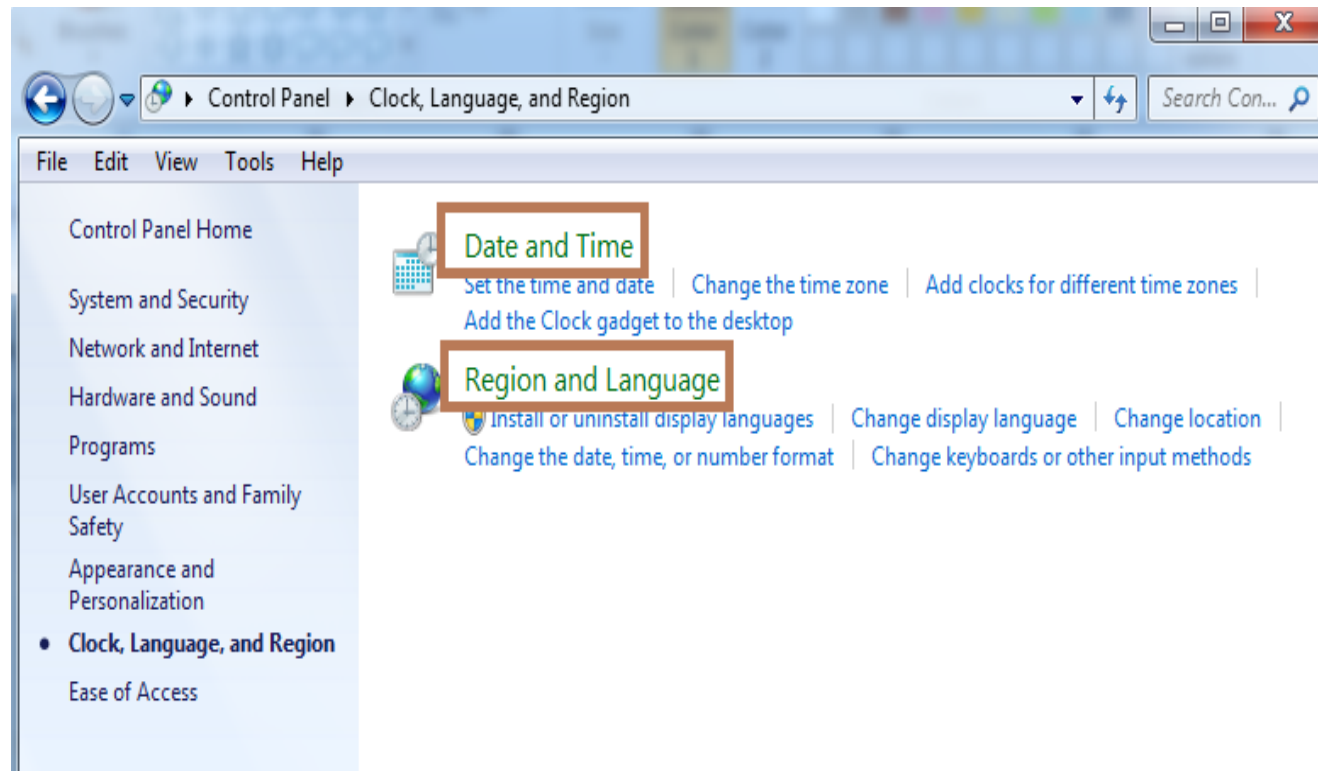 Control Panel Clock, Language, and Region Search Con...
File Edit View Tools Help
Control Panel Home
System and Security
Network and Internet
Hardware and Sound
Programs
User Accounts and Family
Safety
Appearance and
Personalization
Clock, Language, and Region
Ease of Access
Date and Time
Set the time and date Change the time zone Add clocks for different time zones
Add the Clock gadget to the desktop
Region and Language
Install or uninstall display languages Change display language Change location
Change the date, time, or number format Change keyboards or other input methods